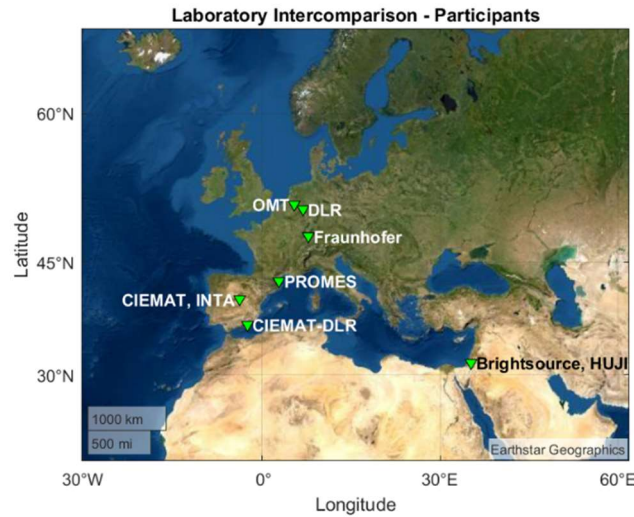 Laboratory Intercomparison - Participants
60°N
OMT
DLR
Fraunhofer
Latitude
45°N
PROMES
CIEMAT, INTA
CIEMAT-DLR
Brightsource, HUJI
30°N
1000 km
500 mi
Earthstar Geographics
30°W
0°
30°E
60°E
Longitude